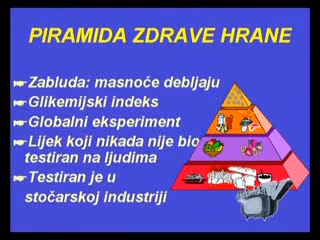 PIRAMIDA ZDRAVE HRANE
☛Zabluda: masnoće debljaju
☛Glikemijski indeks
☛Globalni eksperiment
☛Lijek koji nikada nije bio
testiran na ljudima
☛Testiran je u
stočarskoj industriji